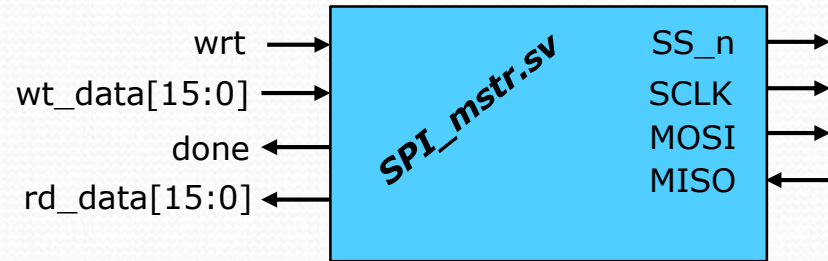 wrt
wt_data[15:0]
done
rd_data[15:0]
SPI_mstr.sv
SS_n
SCLK
MOSI
MISO